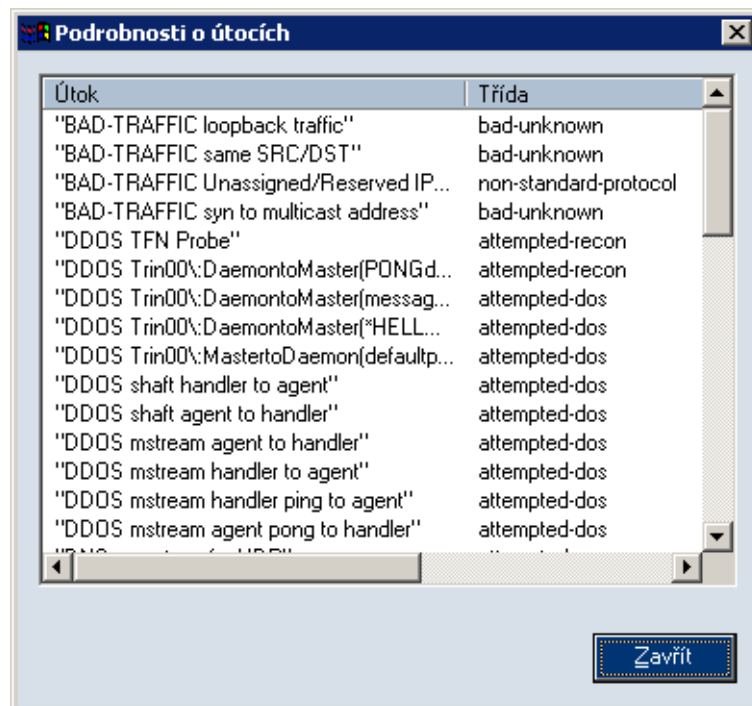 Podrobnosti o útocích
Útok Třída
"BAD-TRAFFIC loopback traffic" bad-unknown
"BAD-TRAFFIC same SRC/DST" bad-unknown
"BAD-TRAFFIC Unassigned/Reserved IP... non-standard-protocol
"BAD-TRAFFIC syn to multicast address" bad-unknown
"DDOS TFN Probe" attempted-recon
"DDOS Trin00\:DaemontoMaster(PONGd... attempted-recon
"DDOS Trin00\:DaemontoMaster(messag... attempted-dos
"DDOS Trin00\:DaemontoMaster(*HELL... attempted-dos
"DDOS Trin00\:MastertoDaemon(defaultp... attempted-dos
"DDOS shaft handler to agent" attempted-dos
"DDOS shaft agent to handler" attempted-dos
"DDOS mstream agent to handler" attempted-dos
"DDOS mstream handler to agent" attempted-dos
"DDOS mstream handler ping to agent" attempted-dos
"DDOS mstream agent pong to handler" attempted-dos
Zavřít